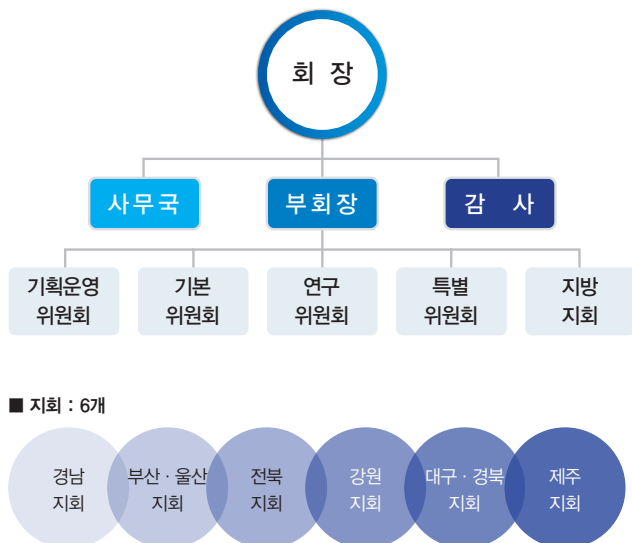 회 장
사무국
부회장
감 사
기획운영
위원회
기본
위원회
연구
위원회
특별
위원회
지방
지회
■ 지회 : 6개
경남
지회
부산 · 울산
지회
전북
지회
강원
지회
대구 · 경북
지회
제주
지회